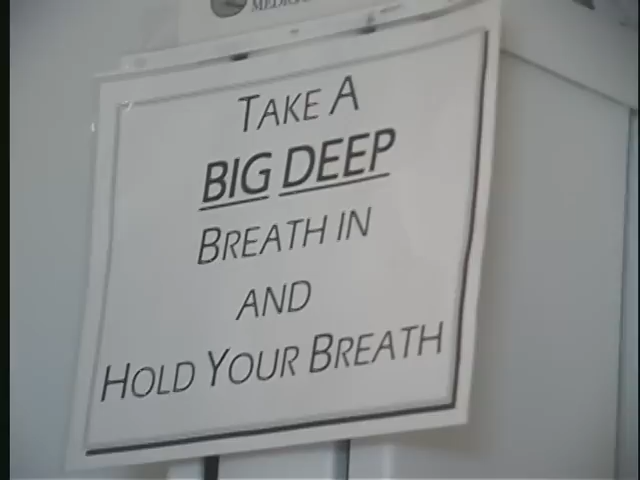 TAKE A
BIG DEEP
BREATH IN
AND
HOLD YOUR BREATH